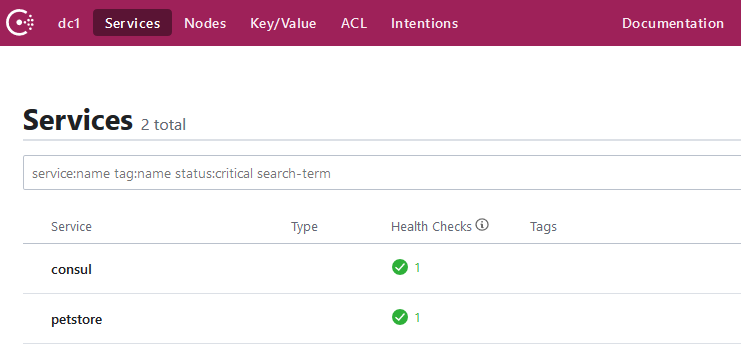 dc1 Services Nodes Key/Value ACL Intentions Documentation
Services 2 total
service:name tag:name status:critical search-term
Service Type Health Checks Tags
consul 1
petstore 1